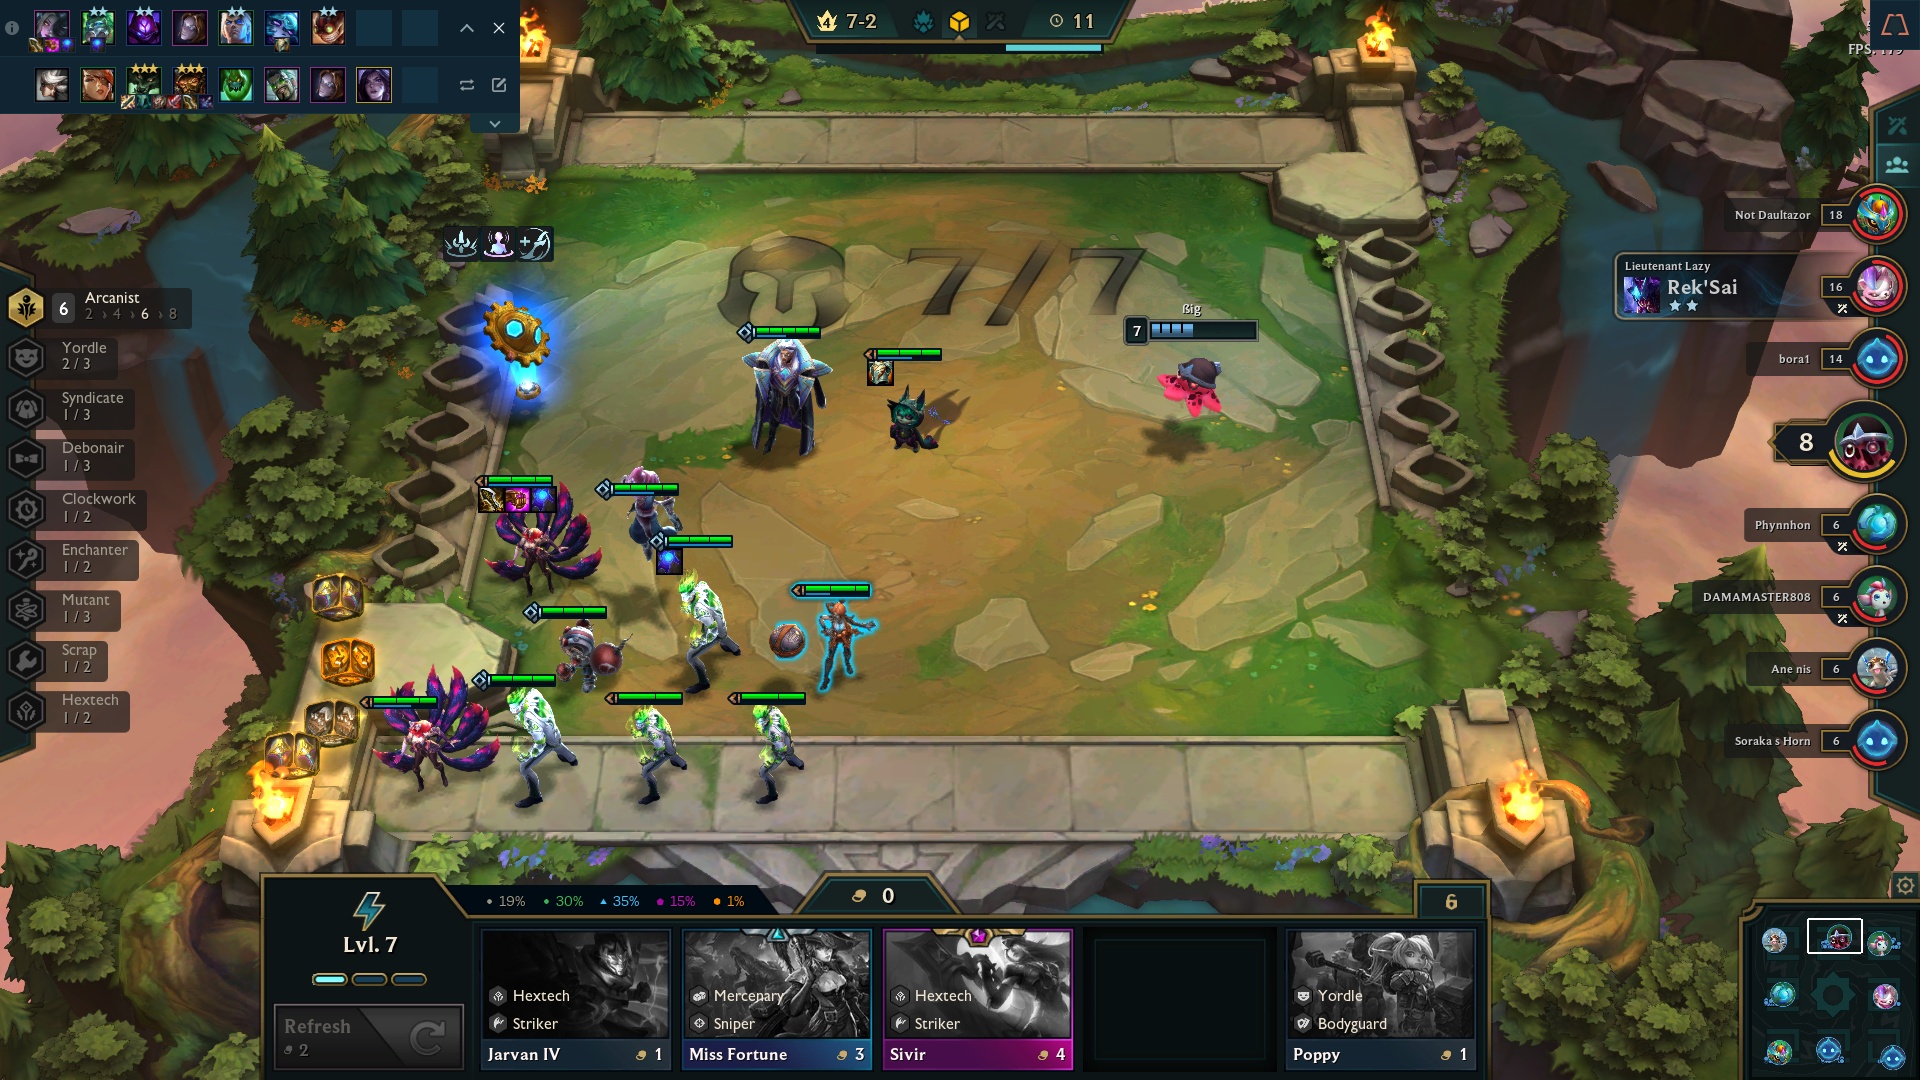 4
7-2
11
FPS: 119
7/7
Arcanist
6
2 › 4 › 6 › 8
Yordle
2 / 3
Syndicate
1 / 3
Debonair
1 / 3
Clockwork
1 / 2
Enchanter
1 / 2
Mutant
1 / 3
Scrap
1 / 2
Hextech
1 / 2
ßig
7
Not Daultazor
18
Lieutenant Lazy
Rek'Sai
16
bora1
14
8
Phynnhon
6
DAMAMASTER808
6
Ane nis
6
Soraka s Horn
6
19%
30%
35%
15%
1%
0
6
Lvl. 7
Refresh
2
Hextech
Striker
Jarvan IV
1
Mercenary
Sniper
Miss Fortune
3
Hextech
Striker
Sivir
4
Yordle
Bodyguard
Poppy
1